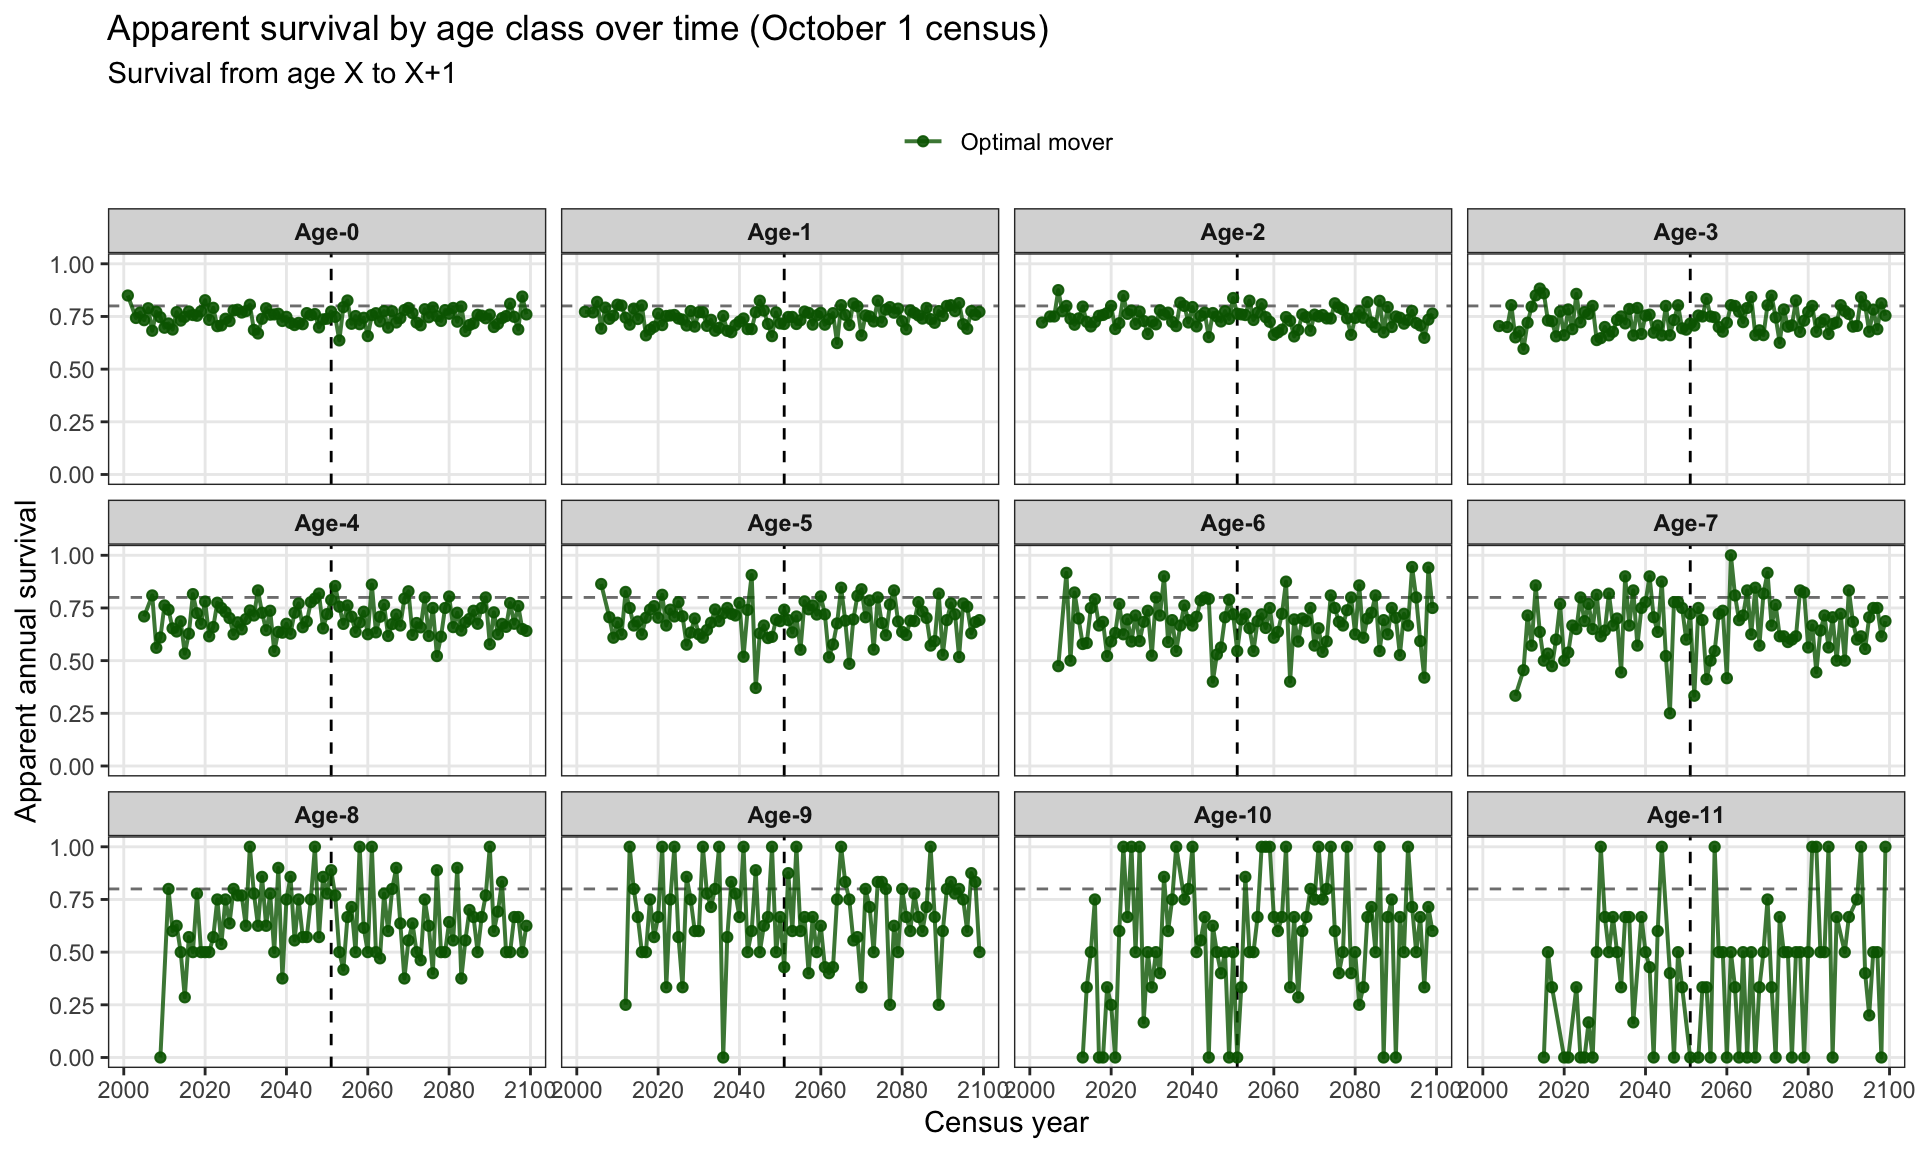 Apparent survival by age class over time (October 1 census)
Survival from age X to X+1
Optimal mover
Age-0 Age-1 Age-2 Age-3
1.00
0.75
0.50
0.25
0.00
Age-4 Age-5 Age-6 Age-7
1.00
0.75
0.50
0.25
0.00
Age-8 Age-9 Age-10 Age-11
1.00
0.75
0.50
0.25
0.00
Apparent annual survival
2000 2020 2040 2060 2080 2100 2000 2020 2040 2060 2080 2100 2000 2020 2040 2060 2080 2100 2000 2020 2040 2060 2080 2100
Census year